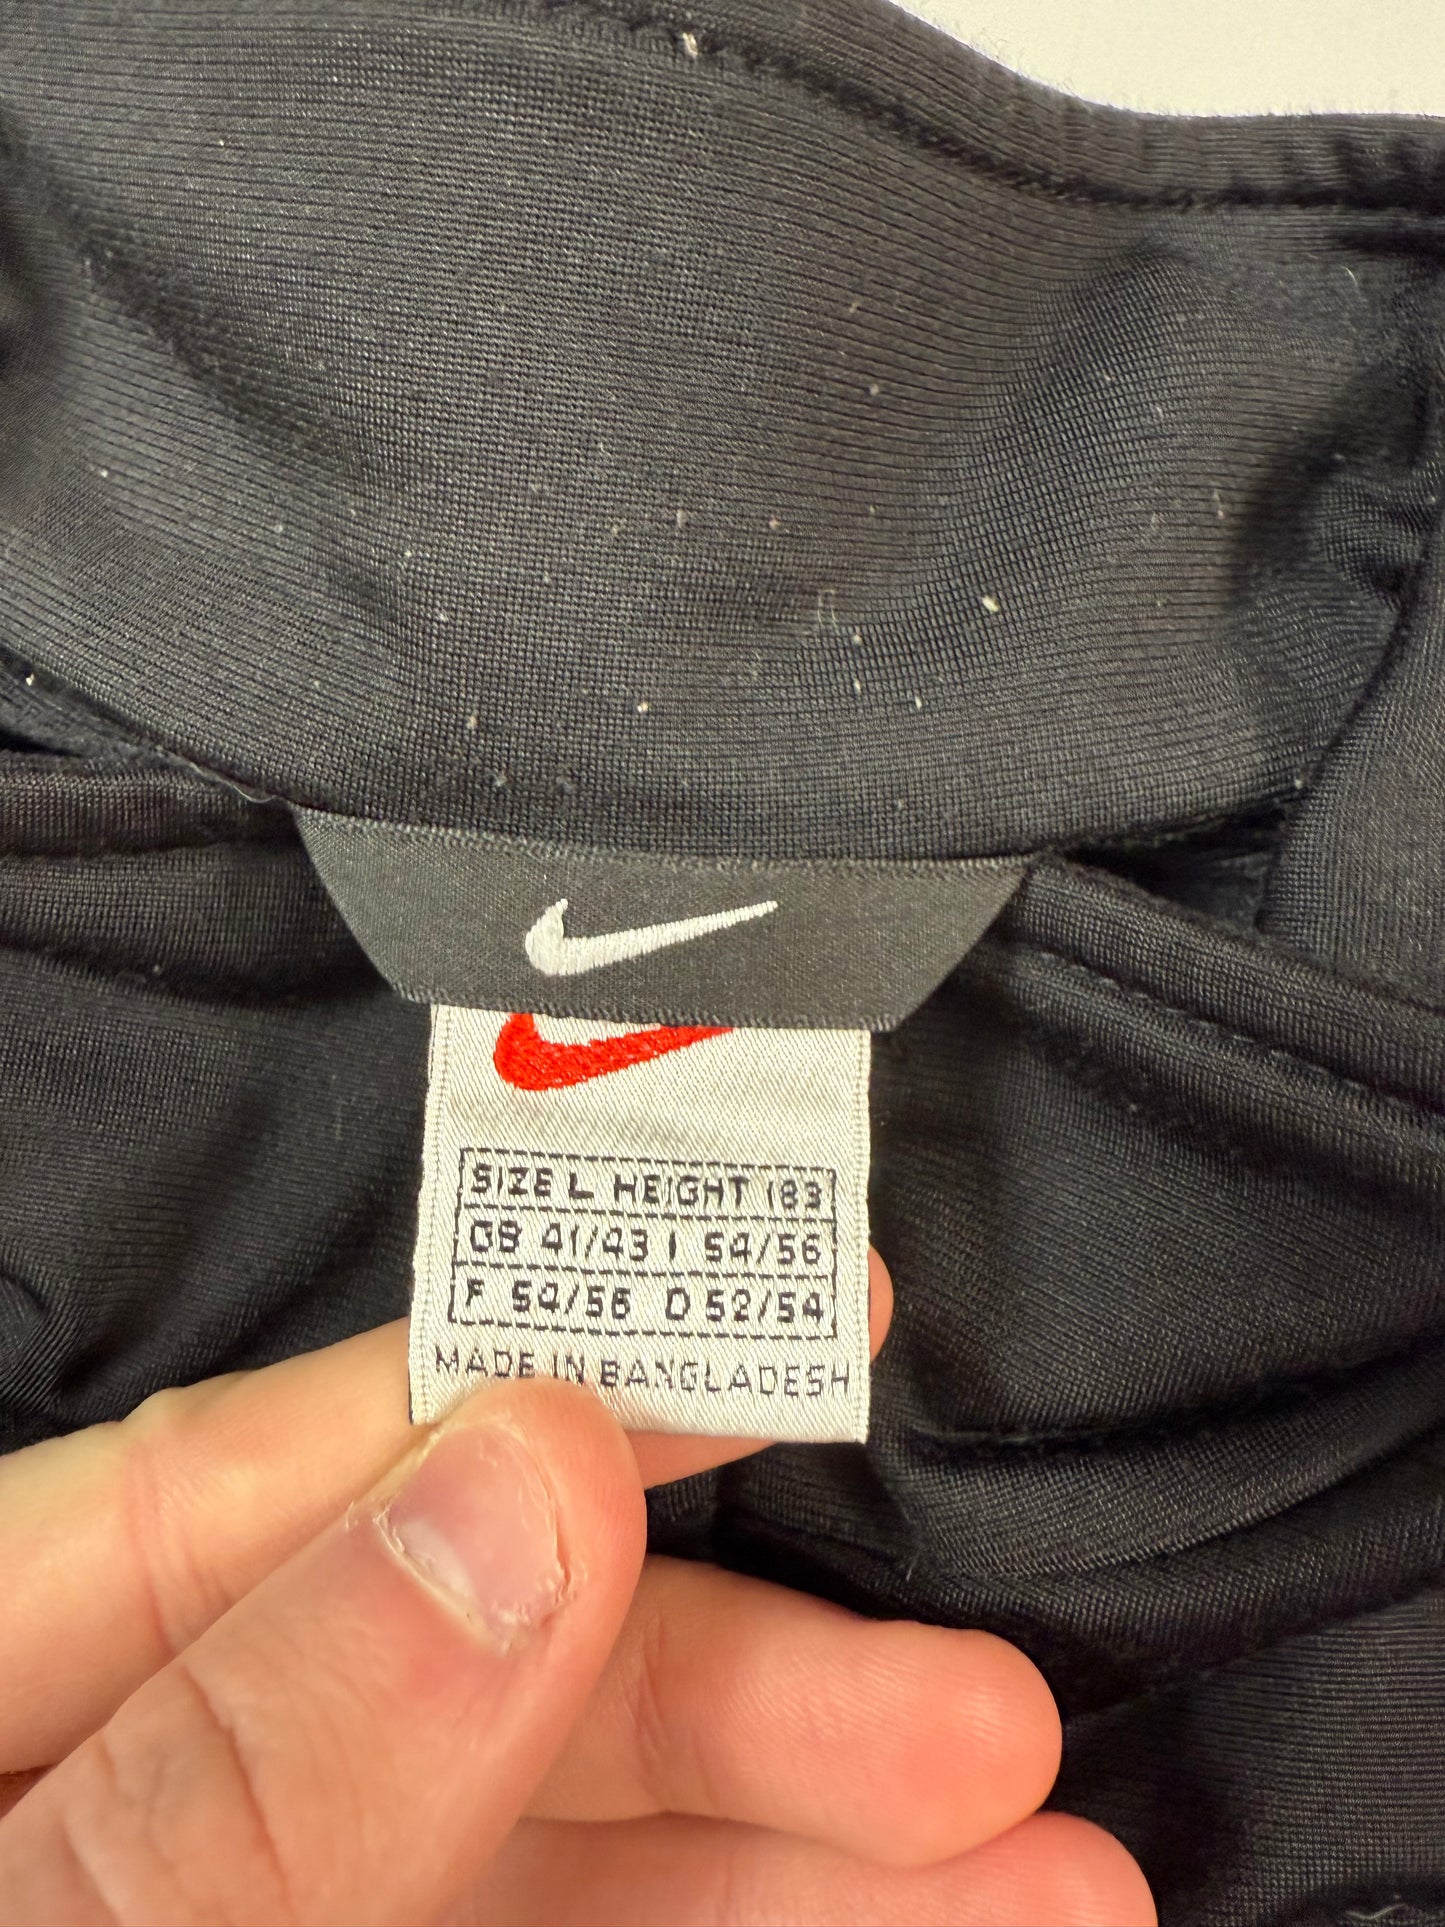 SIZE L HEIGHT 183
GB 41/43 I 54/56
F 54/56 D 52/54
MADE IN BANGLADESH